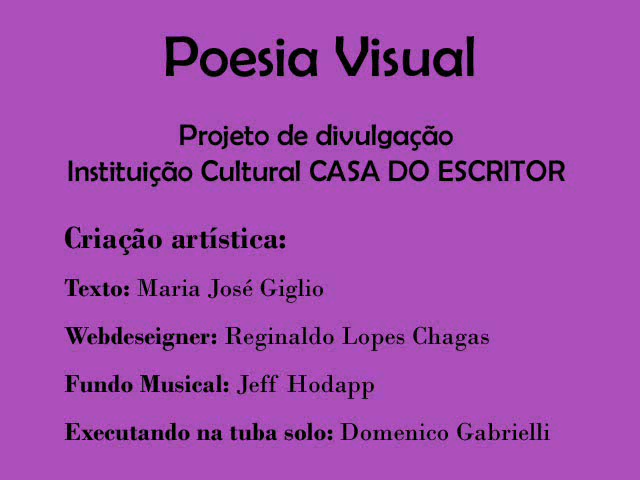 Poesia Visual
Projeto de divulgação
Instituição Cultural CASA DO ESCRITOR
Criação artística:
Texto: Maria José Giglio
Webdeseigner: Reginaldo Lopes Chagas
Fundo Musical: Jeff Hodapp
Executando na tuba solo: Domenico Gabrielli